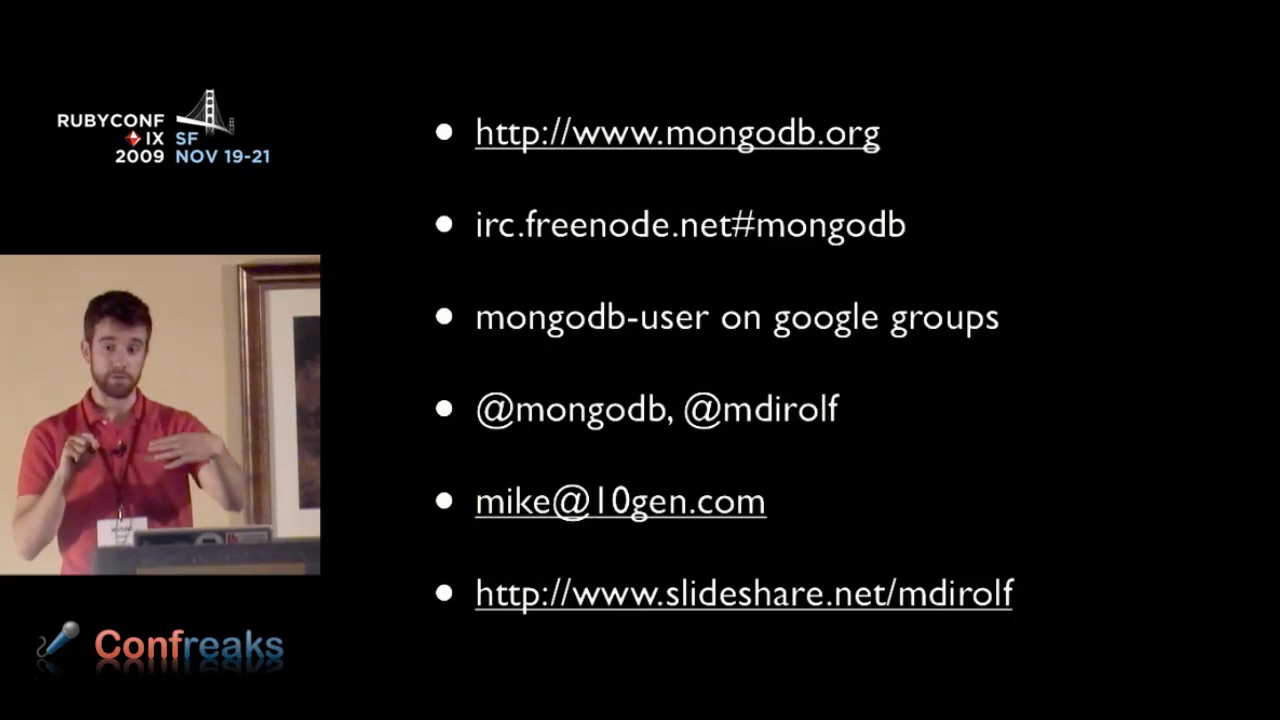 RUBYCONF
IX SF
2009 NOV 19-21
http://www.mongodb.org
irc.freenode.net#mongodb
mongodb-user on google groups
@mongodb, @mdirolf
mike@10gen.com
http://www.slideshare.net/mdirolf
Confreaks